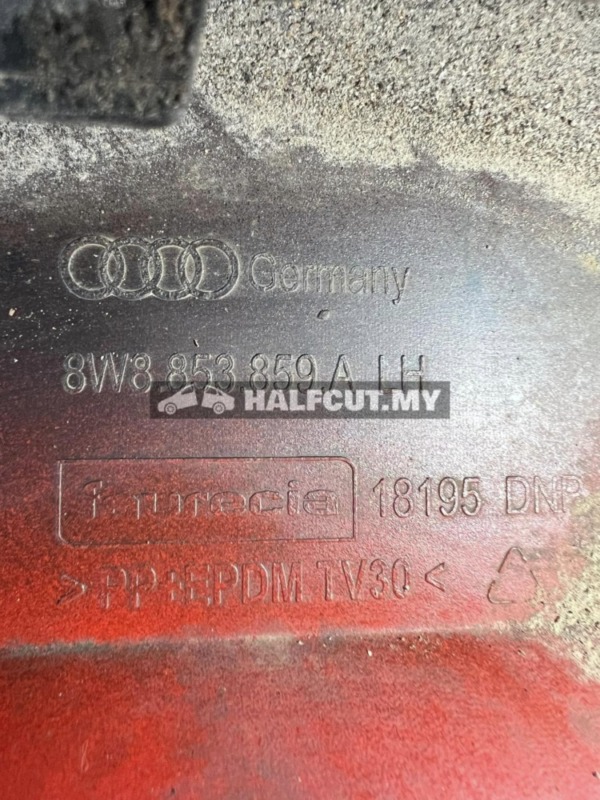 Germany
8W8.853.859.A LH
HALFCUT.MY
faurecia 18195 DNP
>PP+EPDM TV30<